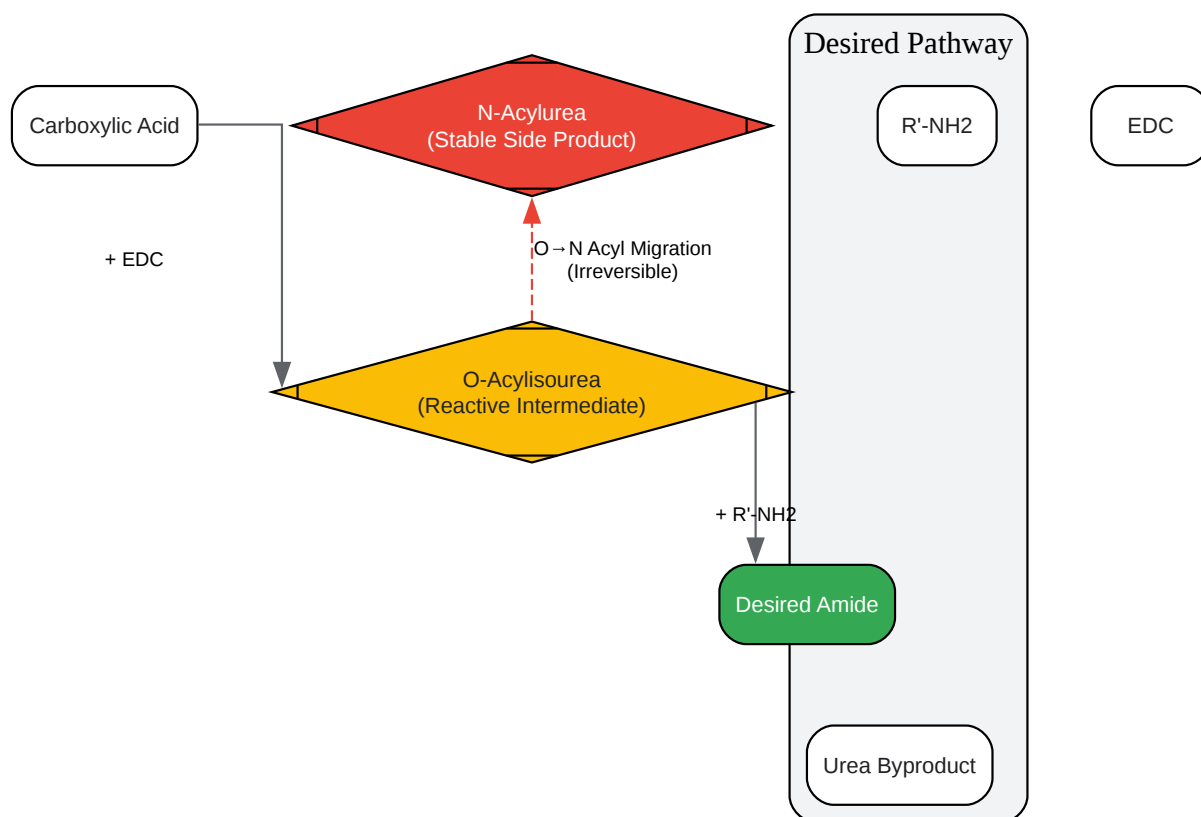 Desired Pathway
Carboxylic Acid
N-Acylurea
(Stable Side Product)
R'-NH2
EDC
+ EDC
O→N Acyl Migration
(Irreversible)
O-Acylisourea
(Reactive Intermediate)
+ R'-NH2
Desired Amide
Urea Byproduct